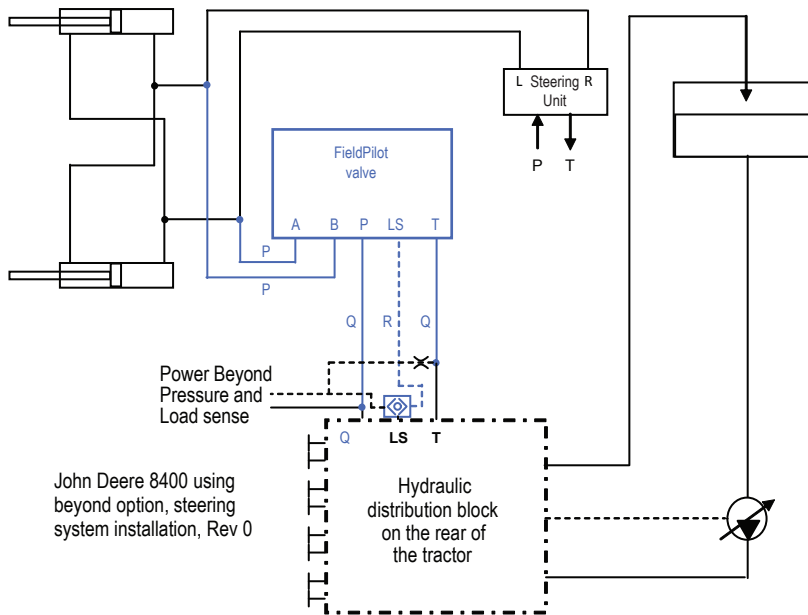 L Steering R
Unit
P T
FieldPilot
valve
A B P LS T
P
P
Q R Q
Power Beyond
Pressure and
Load sense
Q LS T
John Deere 8400 using
beyond option, steering
system installation, Rev 0
Hydraulic
distribution block
on the rear of
the tractor